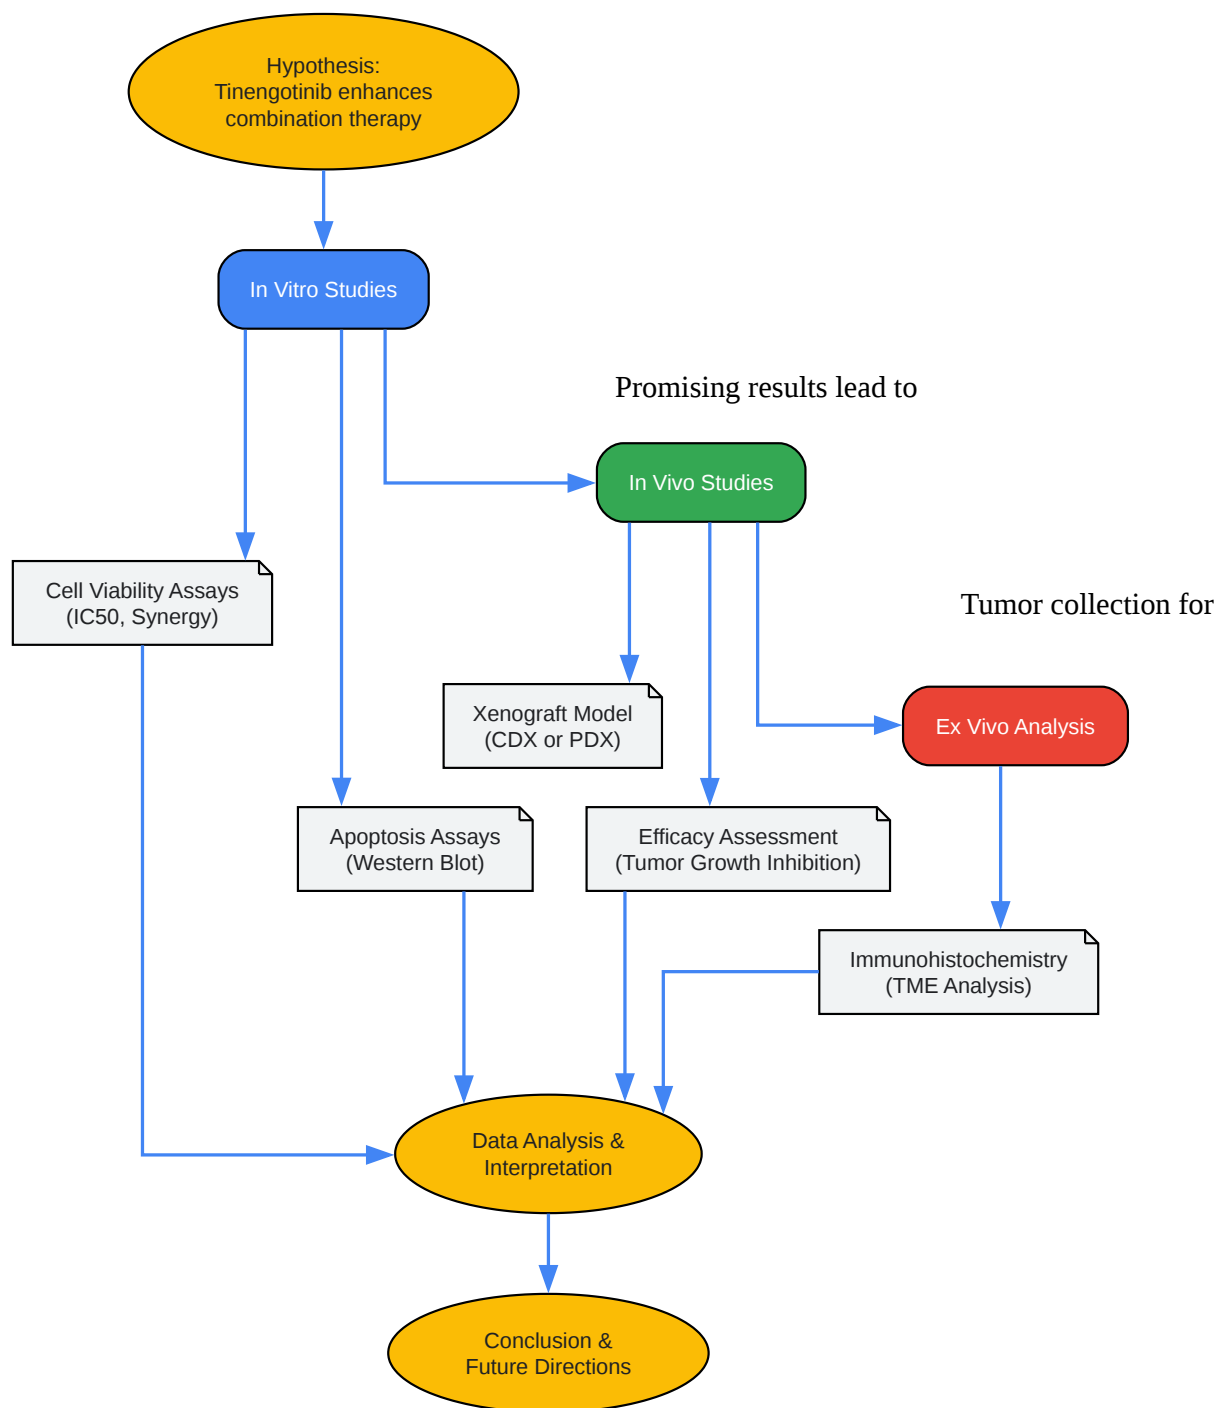 Hypothesis:
Tinengotinib enhances
combination therapy
In Vitro Studies
Promising results lead to
In Vivo Studies
Cell Viability Assays
(IC50, Synergy)
Tumor collection for
Xenograft Model
(CDX or PDX)
Ex Vivo Analysis
Apoptosis Assays
(Western Blot)
Efficacy Assessment
(Tumor Growth Inhibition)
Immunohistochemistry
(TME Analysis)
Data Analysis &
Interpretation
Conclusion &
Future Directions